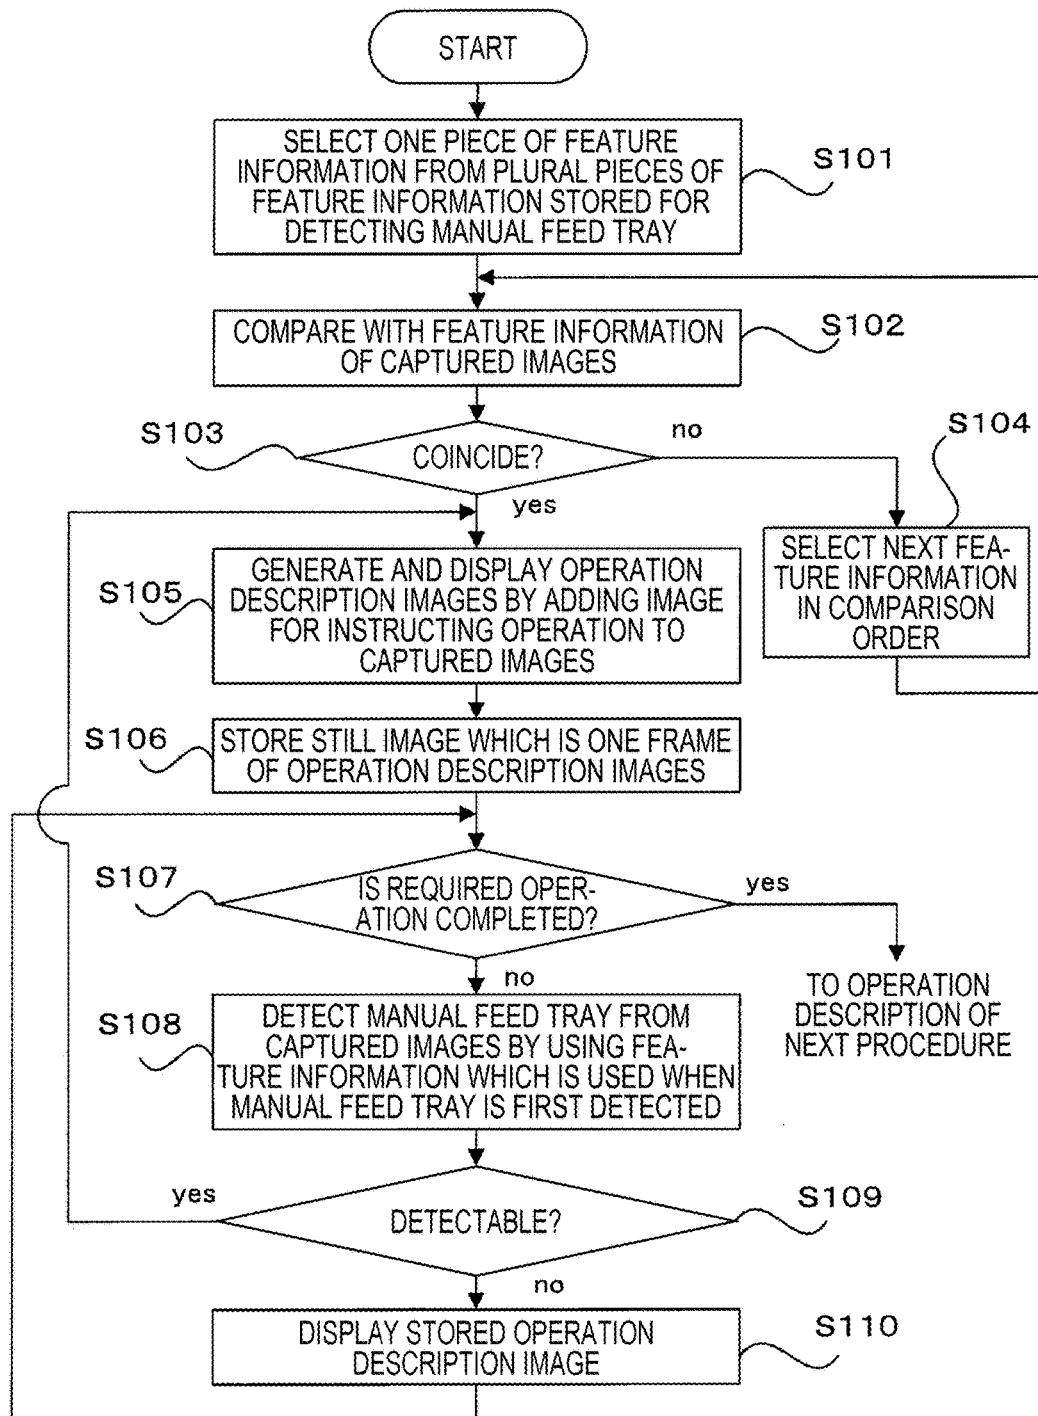 START
SELECT ONE PIECE OF FEATURE
INFORMATION FROM PLURAL PIECES OF
FEATURE INFORMATION STORED FOR
DETECTING MANUAL FEED TRAY
S101
COMPARE WITH FEATURE INFORMATION
OF CAPTURED IMAGES
S102
S103
COINCIDE?
no
yes
S104
SELECT NEXT FEA-
TURE INFORMATION
IN COMPARISON
ORDER
S105
GENERATE AND DISPLAY OPERATION
DESCRIPTION IMAGES BY ADDING IMAGE
FOR INSTRUCTING OPERATION TO
CAPTURED IMAGES
S106
STORE STILL IMAGE WHICH IS ONE FRAME
OF OPERATION DESCRIPTION IMAGES
S107
IS REQUIRED OPER-
ATION COMPLETED?
yes
no
TO OPERATION
DESCRIPTION OF
NEXT PROCEDURE
S108
DETECT MANUAL FEED TRAY FROM
CAPTURED IMAGES BY USING FEA-
TURE INFORMATION WHICH IS USED WHEN
MANUAL FEED TRAY IS FIRST DETECTED
yes
DETECTABLE?
S109
no
DISPLAY STORED OPERATION
DESCRIPTION IMAGE
S110